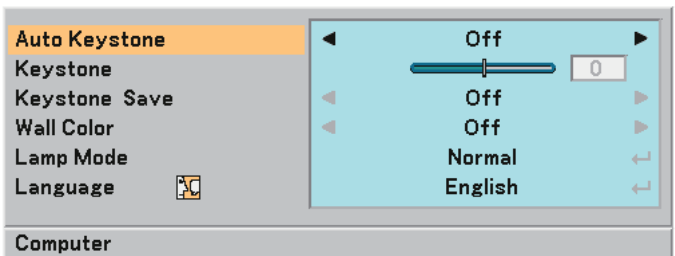 Auto Keystone Off
Keystone 0
Keystone Save Off
Wall Color Off
Lamp Mode Normal
Language English
Computer